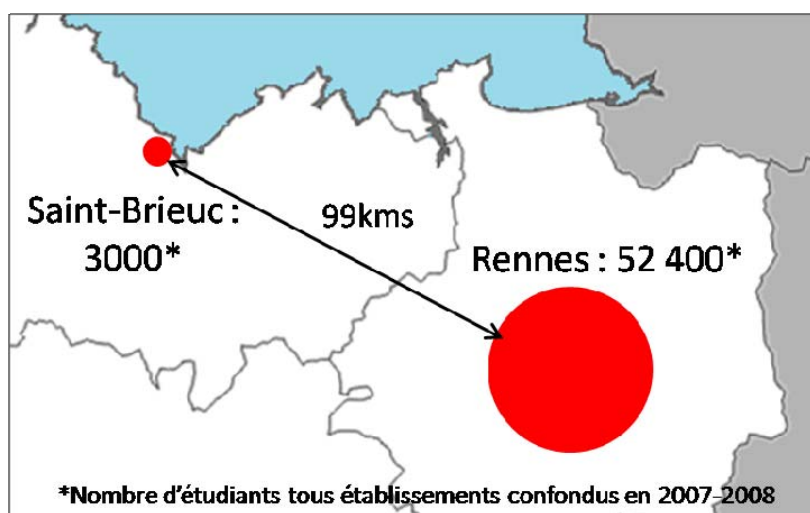 Saint-Brieuc :
3000*
99kms
Rennes : 52 400*
*Nombre d'étudiants tous établissements confondus en 2007-2008